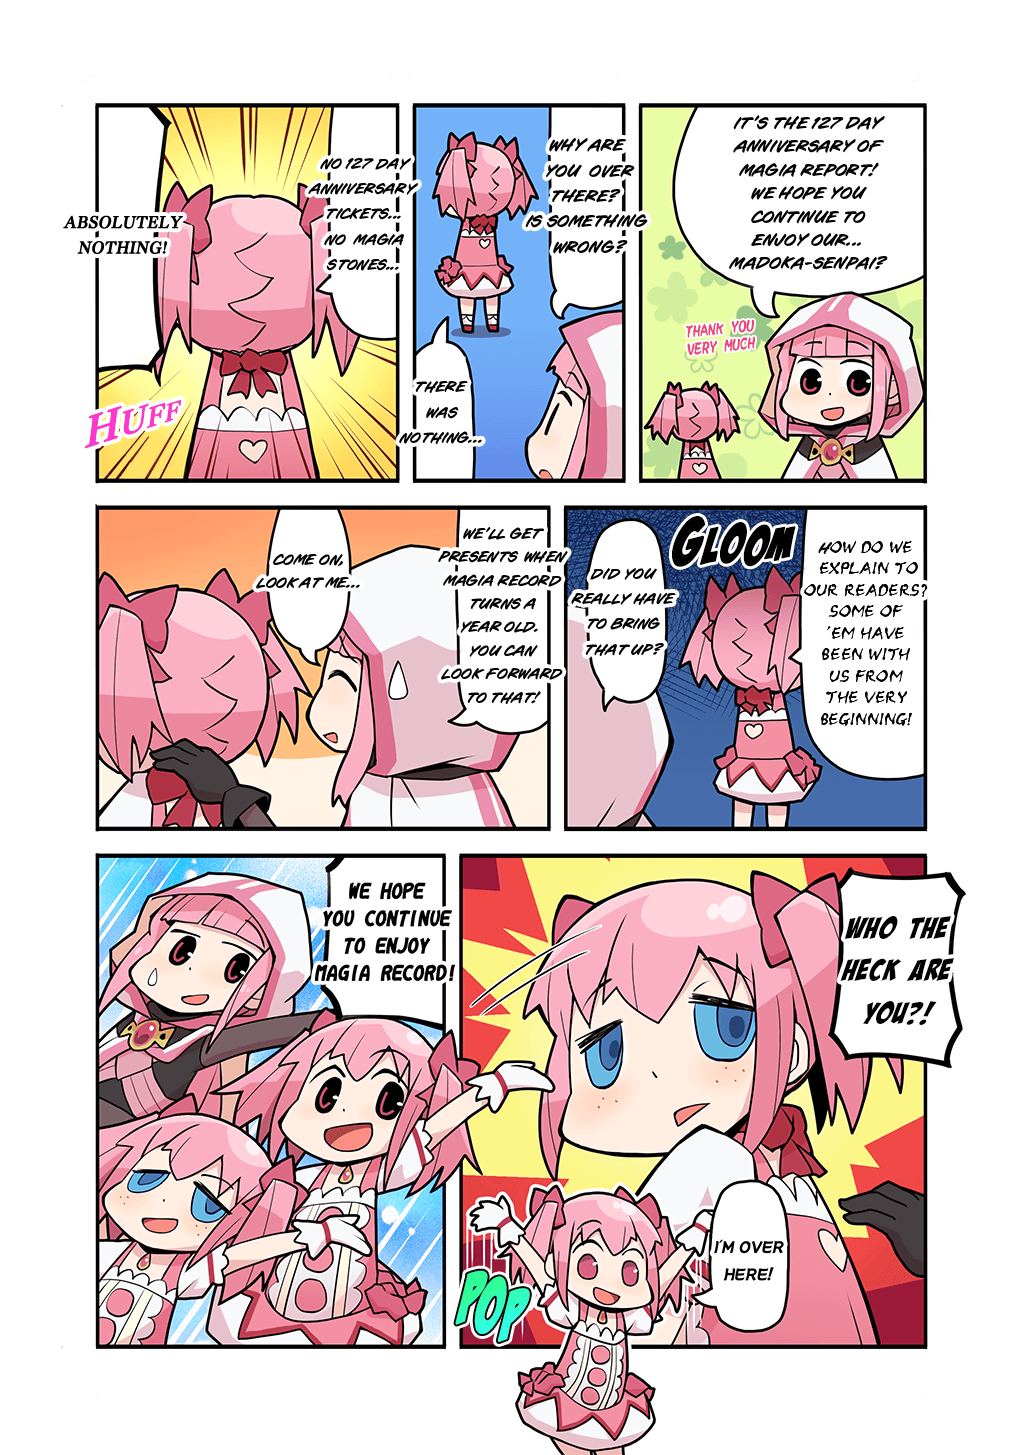 IT'S THE 127 DAY
ANNIVERSARY OF
MAGIA REPORT!
WE HOPE YOU
CONTINUE TO
ENJOY OUR...
MADOKA-SENPAI?
THANK YOU
VERY MUCH
WHY ARE
YOU OVER
THERE?
IS SOMETHING
WRONG?
THERE
WAS
NOTHING...
NO 127 DAY
ANNIVERSARY
TICKETS...
NO MAGIA
STONES...
ABSOLUTELY
NOTHING!
HUFF
HOW DO WE
EXPLAIN TO
OUR READERS?
SOME OF
'EM HAVE
BEEN WITH
US FROM
THE VERY
BEGINNING!
GLOOM
DID YOU
REALLY HAVE
TO BRING
THAT UP?
WE'LL GET
PRESENTS WHEN
MAGIA RECORD
TURNS A
YEAR OLD.
YOU CAN
LOOK FORWARD
TO THAT!
COME ON,
LOOK AT ME...
WHO THE
HECK ARE
YOU?!
I'M OVER
HERE!
POP
WE HOPE
YOU CONTINUE
TO ENJOY
MAGIA RECORD!